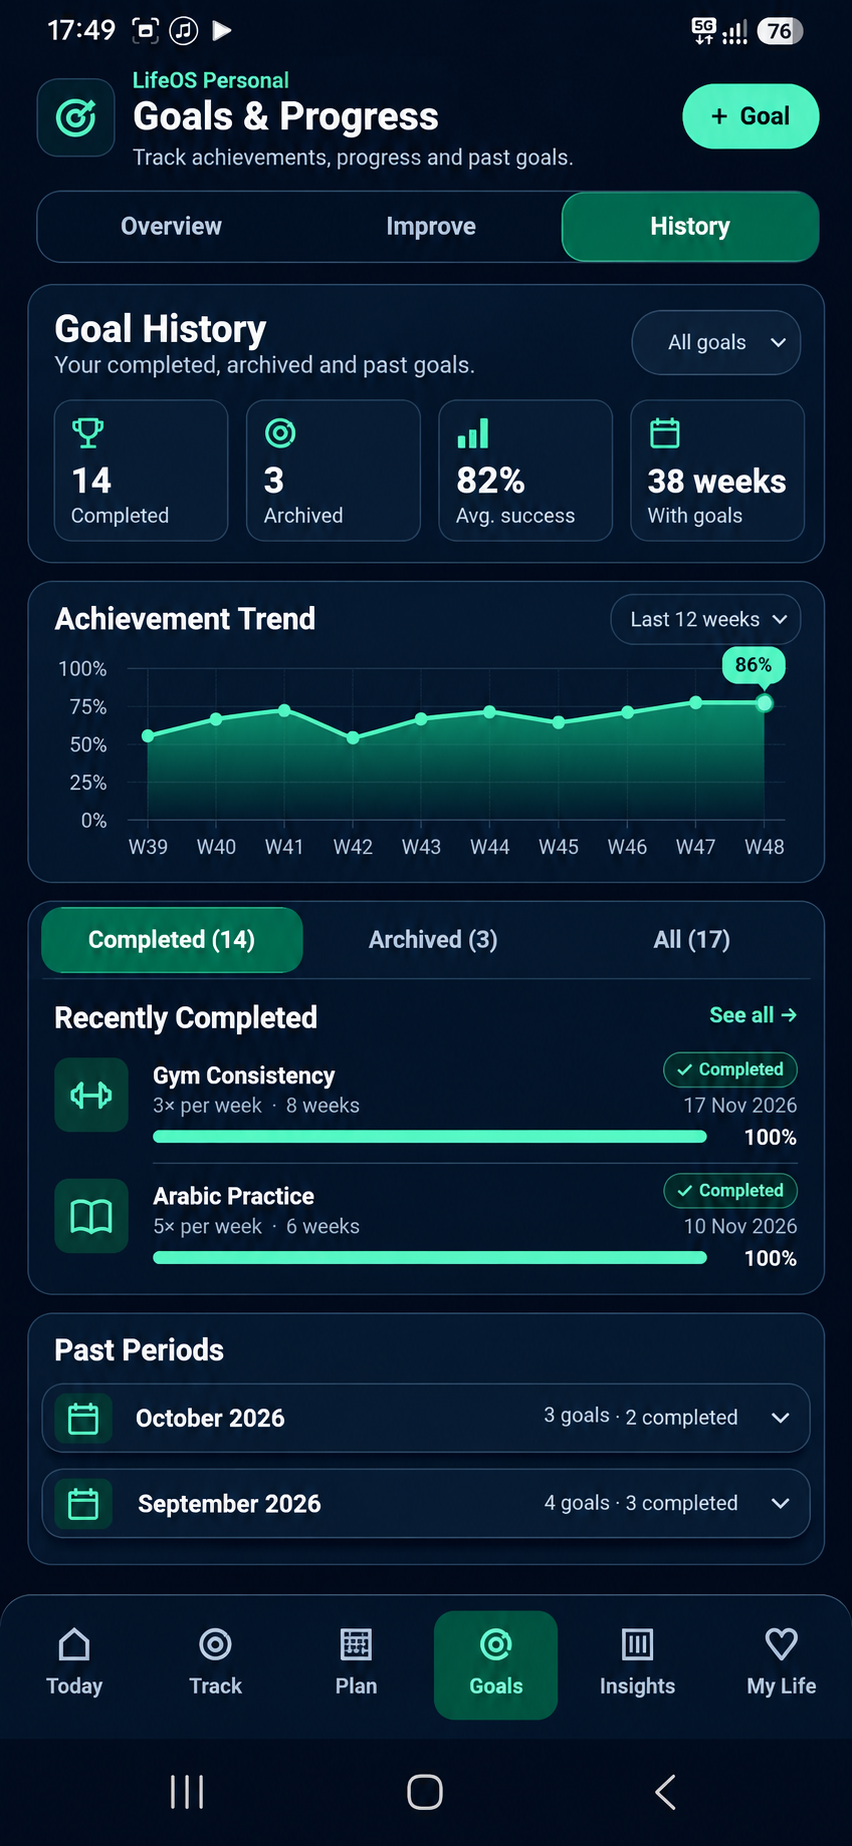 17:49
5G
76
LifeOS Personal
Goals & Progress
Track achievements, progress and past goals.
+ Goal
Overview
Improve
History
Goal History
Your completed, archived and past goals.
All goals
14
Completed
3
Archived
82%
Avg. success
38 weeks
With goals
Achievement Trend
Last 12 weeks
86%
100%
75%
50%
25%
0%
W39 W40 W41 W42 W43 W44 W45 W46 W47 W48
Completed (14)
Archived (3)
All (17)
Recently Completed
See all →
Gym Consistency
✓ Completed
3× per week · 8 weeks
17 Nov 2026
100%
Arabic Practice
✓ Completed
5× per week · 6 weeks
10 Nov 2026
100%
Past Periods
October 2026
3 goals · 2 completed
September 2026
4 goals · 3 completed
Today
Track
Plan
Goals
Insights
My Life